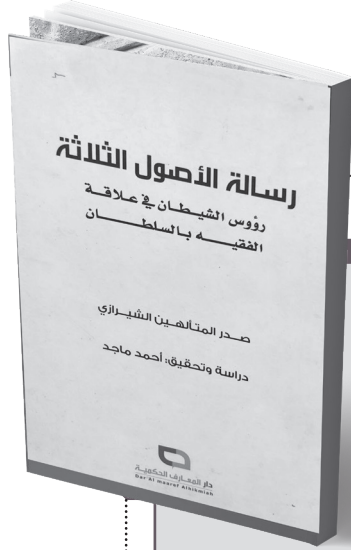 رسالة الأصول الثلاثة
رؤوس الشيطان في علاقة
الفقيه بالسلطان
صدر المتألهين الشيرازي
دراسة وتحقيق: أحمد ماجد
دار المعارف الحكمية
Dar Al maaref Alhikmiah